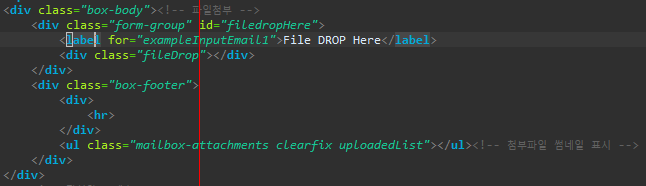 <div class="box-body"><!-- 파일첨부 -->
<div class="form-group" id="filedropHere">
<label for="exampleInputEmail1">File DROP Here</label>
<div class="fileDrop"></div>
</div>
<div class="box-footer">
<div>
<hr>
</div>
<ul class="mailbox-attachments clearfix uploadedList"></ul><!-- 첨부파일 썸네일 표시 -->
</div>
</div>